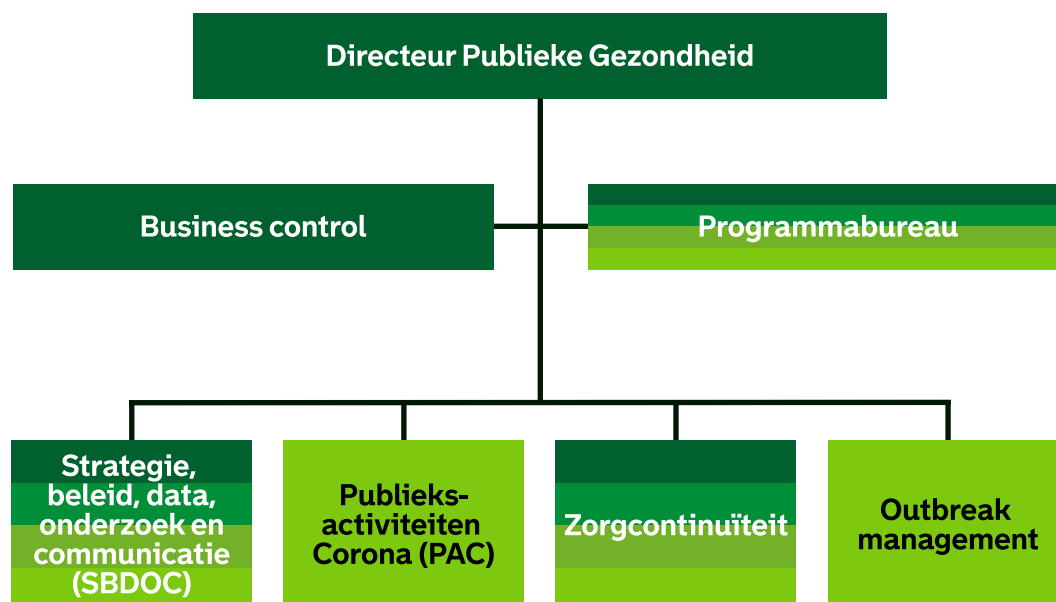 Directeur Publieke Gezondheid
Business control
Programmabureau
Strategie,
beleid, data,
onderzoek en
communicatie
(SBDOC)
Publieks-
activiteiten
Corona (PAC)
Zorgcontinuïteit
Outbreak
management